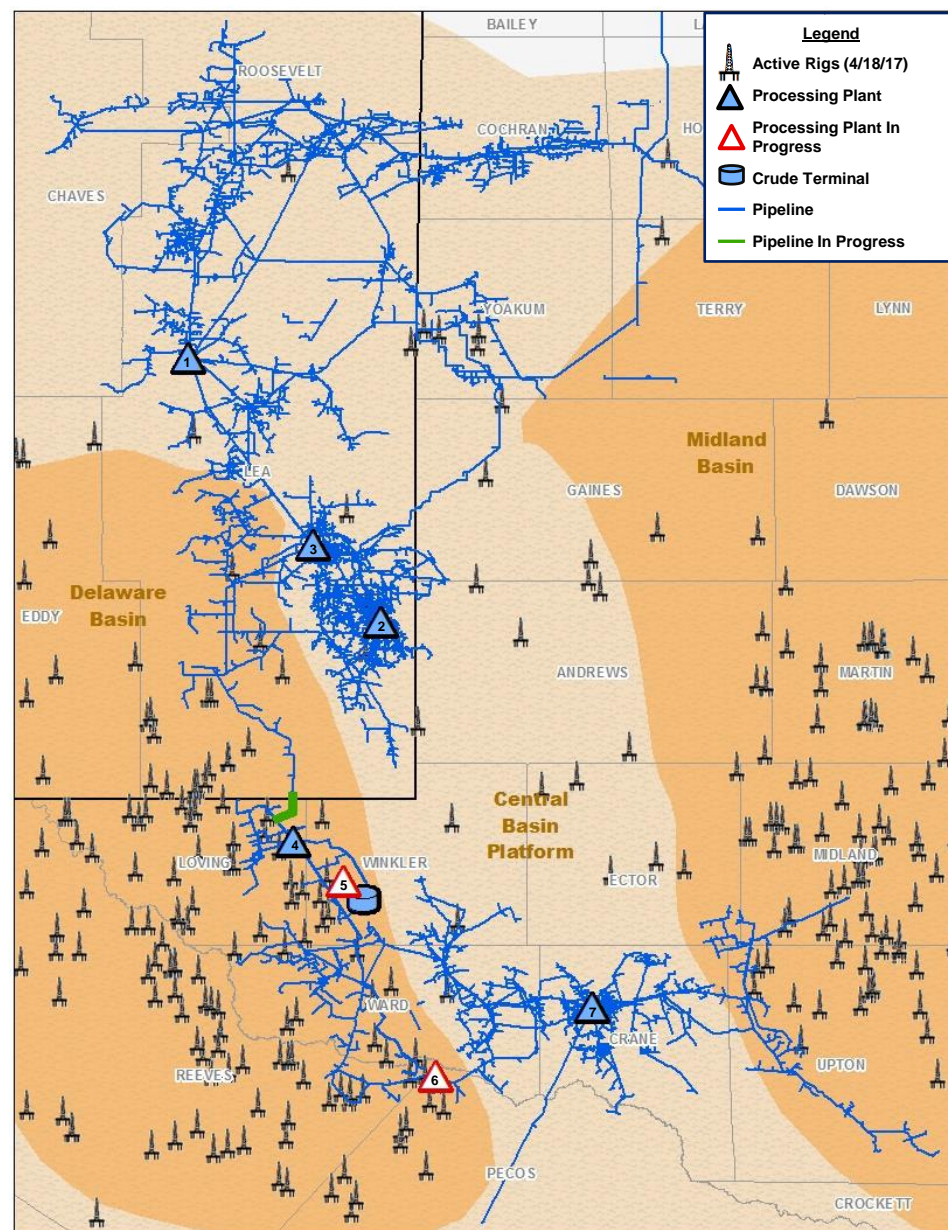 BAILEY
LA
Legend
Active Rigs (4/18/17)
Processing Plant
Processing Plant In
Progress
Crude Terminal
Pipeline
Pipeline In Progress
ROOSEVELT
COCHRAN
HO
CHAVES
YOAKUM
TERRY
LYNN
1
Midland
Basin
LEA
GAINES
DAWSON
3
Delaware
Basin
EDDY
2
ANDREWS
MARTIN
Central
Basin
Platform
4
LOVING
WINKLER
MIDLAND
5
ECTOR
WARD
7
CRANE
REEVES
6
UPTON
PECOS
CROCKETT